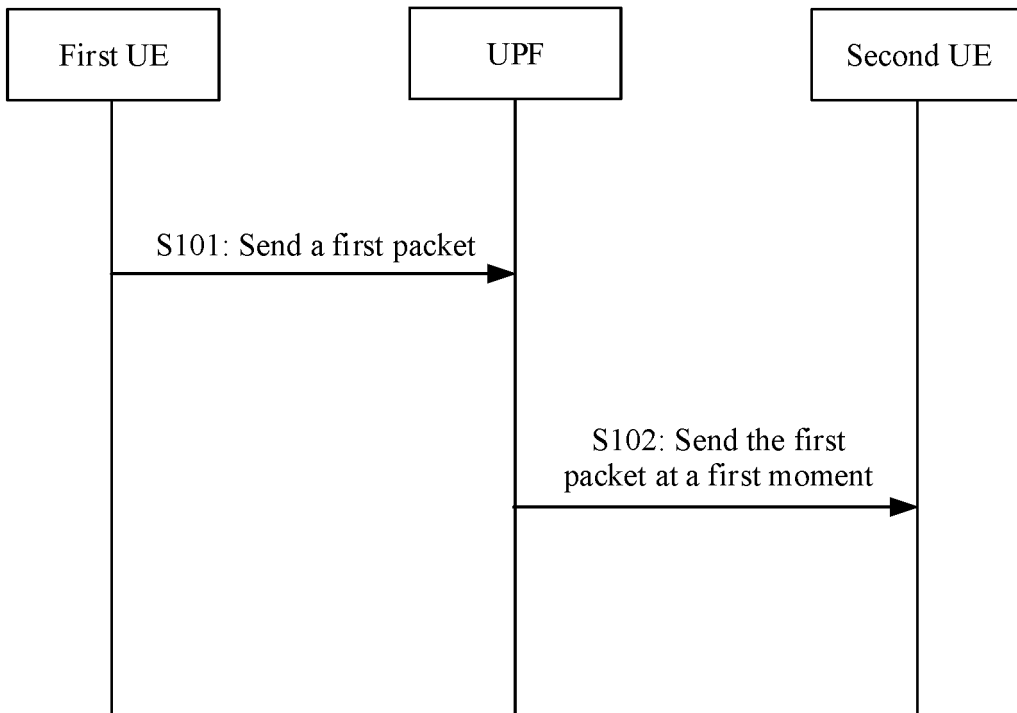 First UE
UPF
Second UE
S101: Send a first packet
S102: Send the first
packet at a first moment